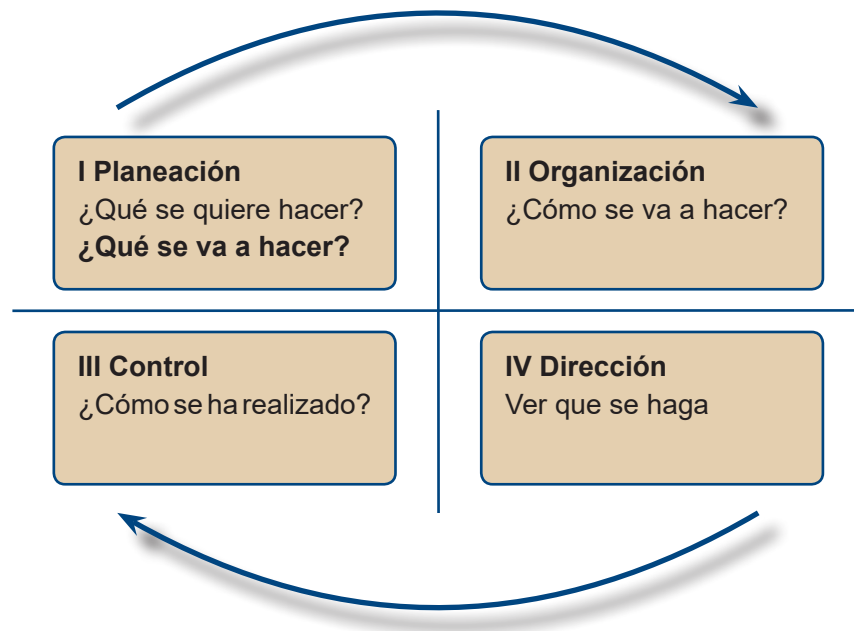 I Planeación
¿Qué se quiere hacer?
¿Qué se va a hacer?
II Organización
¿Cómo se va a hacer?
III Control
¿Cómo se ha realizado?
IV Dirección
Ver que se haga